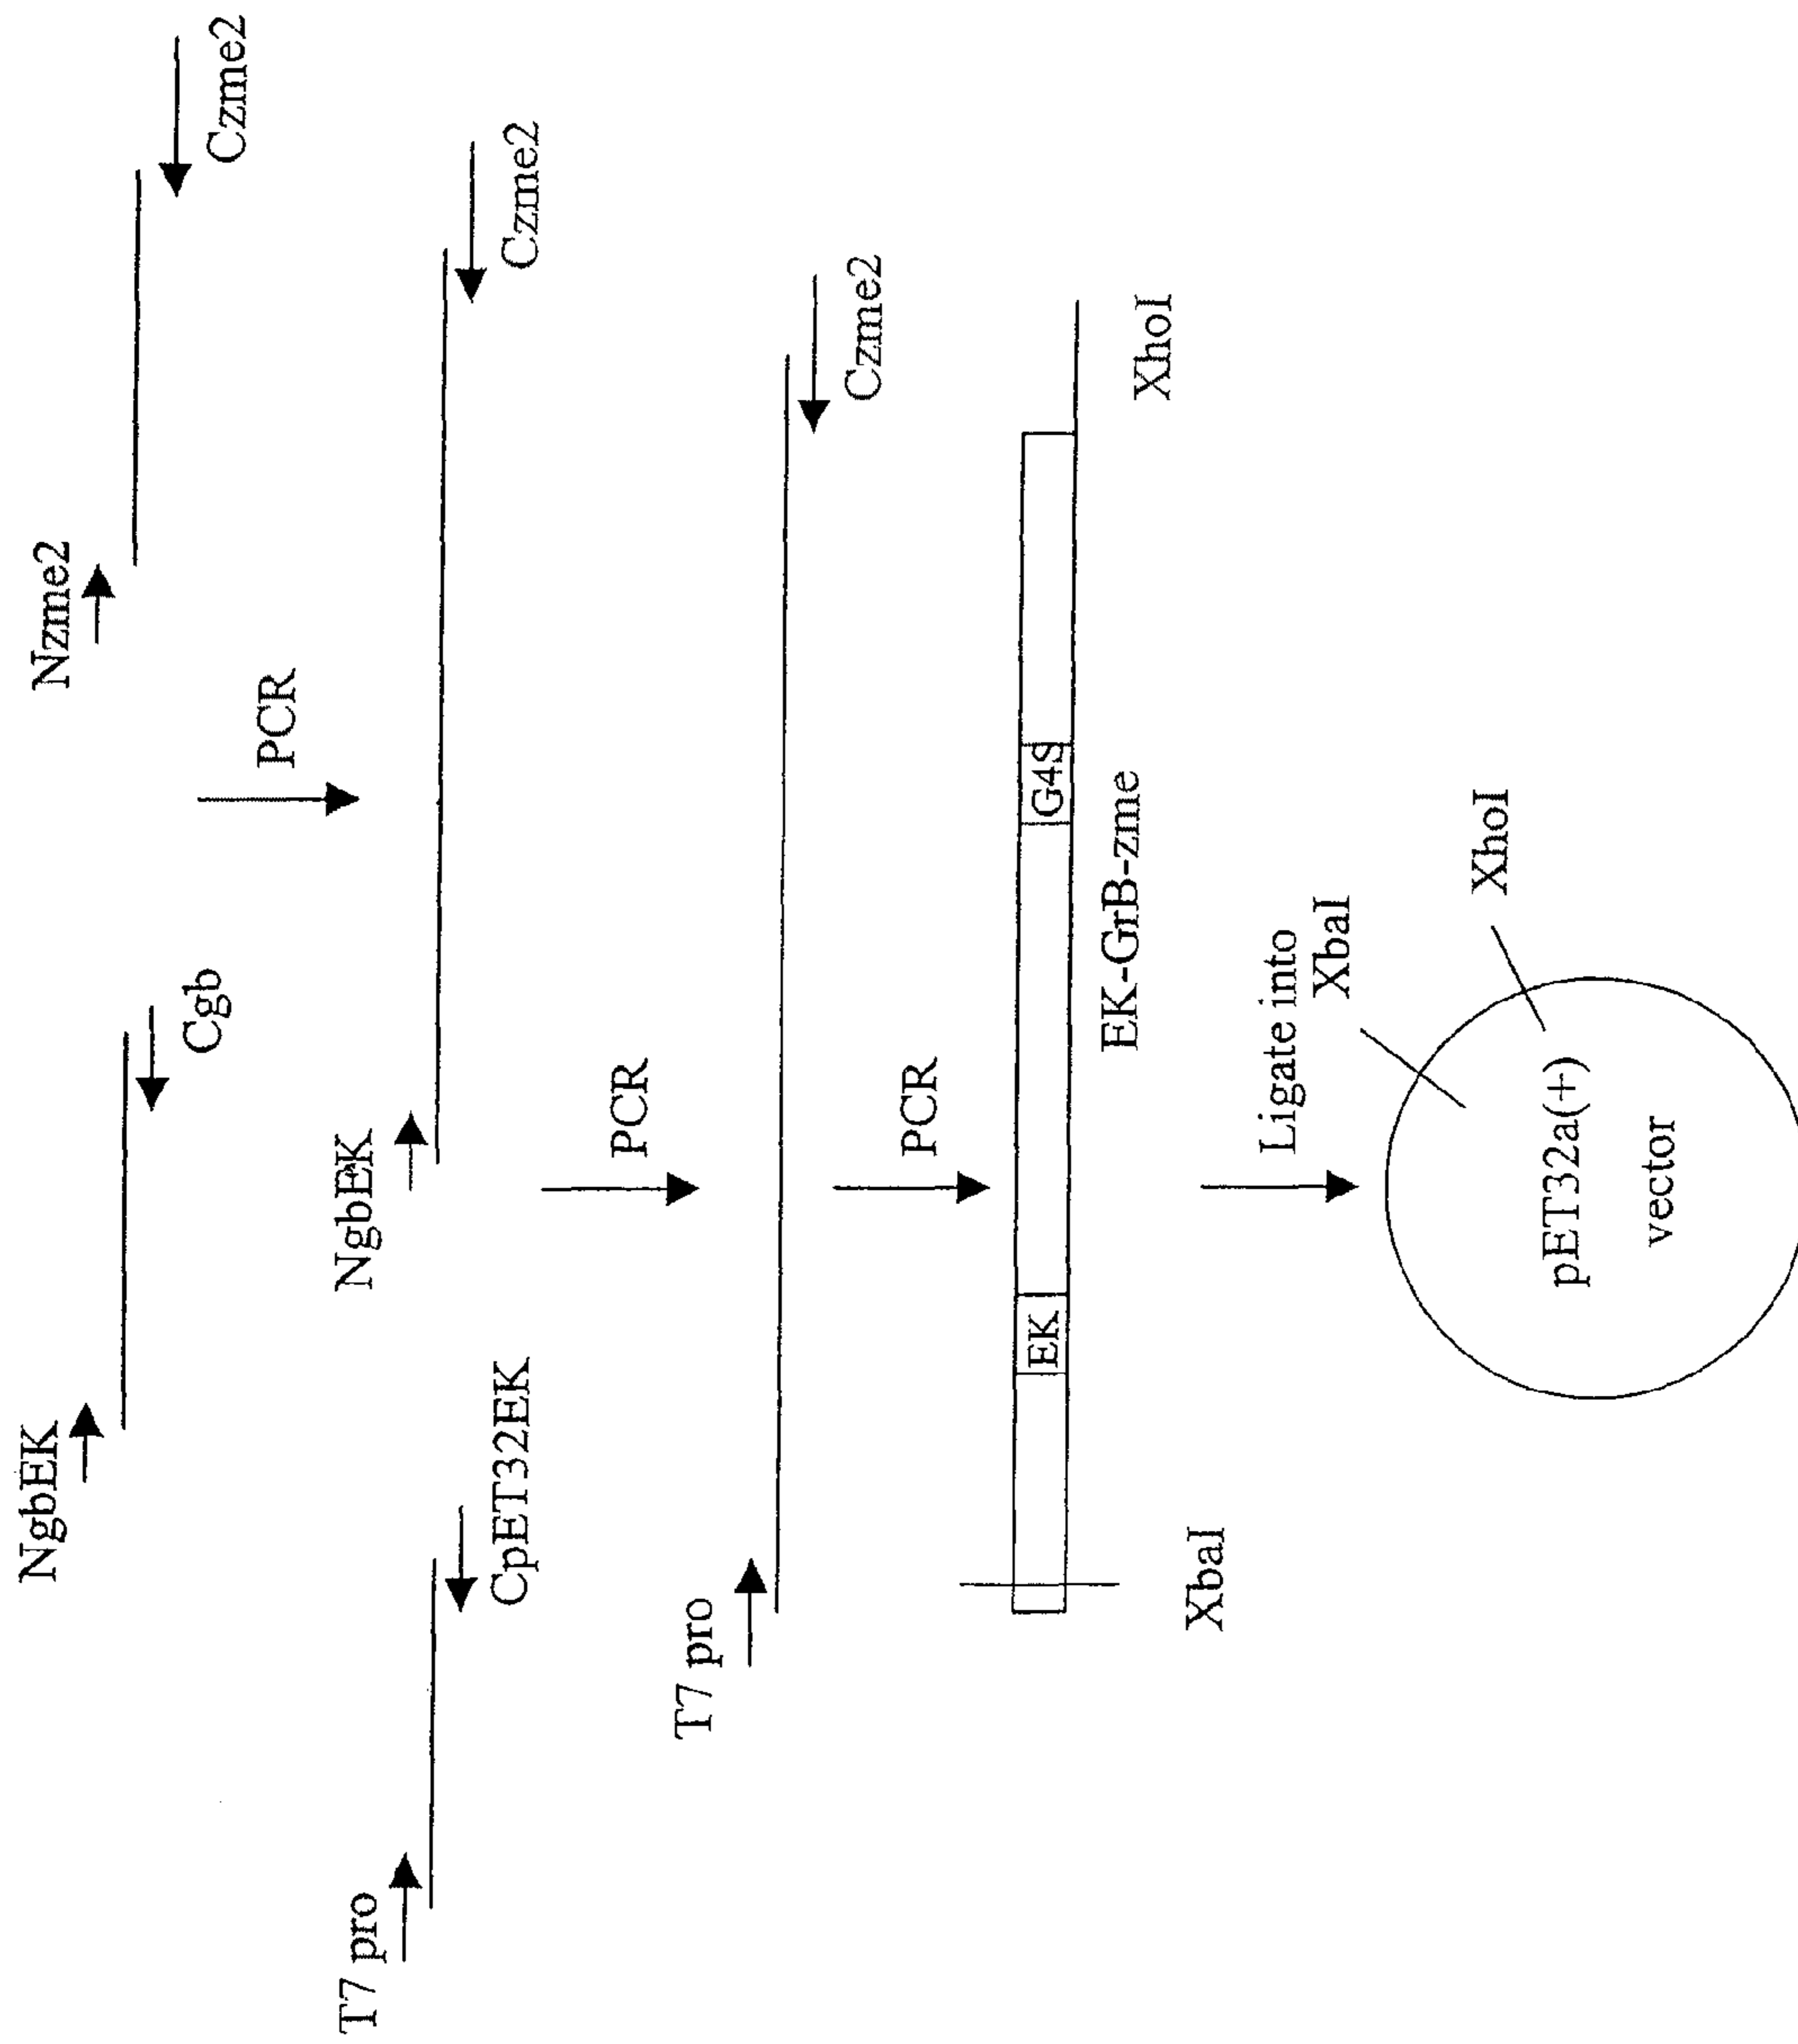 NgbEK
Cgb
Nzme2
Czme2
PCR
T7 pro
CpET32EK
NgbEK
Czme2
PCR
T7 pro
Czme2
PCR
EK
G4S
XbaI
EK-GrB-zme
XhoI
Ligate into
XbaI
XhoI
pET32a(+)
vector